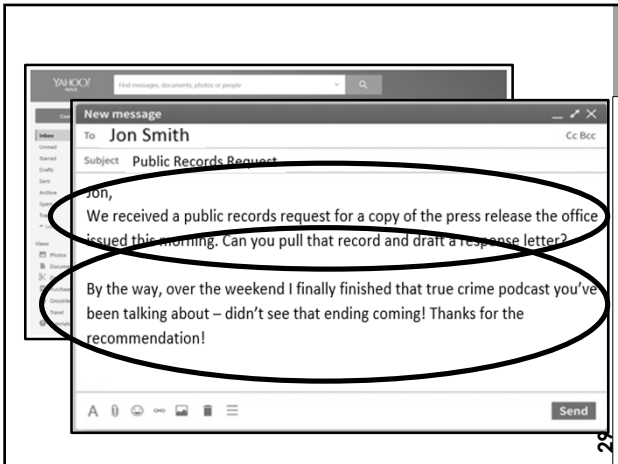 YAHOO!
MAIL
Find messages, documents, photos or people
New message
To Jon Smith
Cc Bcc
Subject Public Records Request
Jon,
We received a public records request for a copy of the press release the office
issued this morning. Can you pull that record and draft a response letter?
By the way, over the weekend I finally finished that true crime podcast you've
been talking about – didn't see that ending coming! Thanks for the
recommendation!
Inbox
Unread
Starred
Drafts
Sent
Archive
Spam
Views
Photos
Send
29